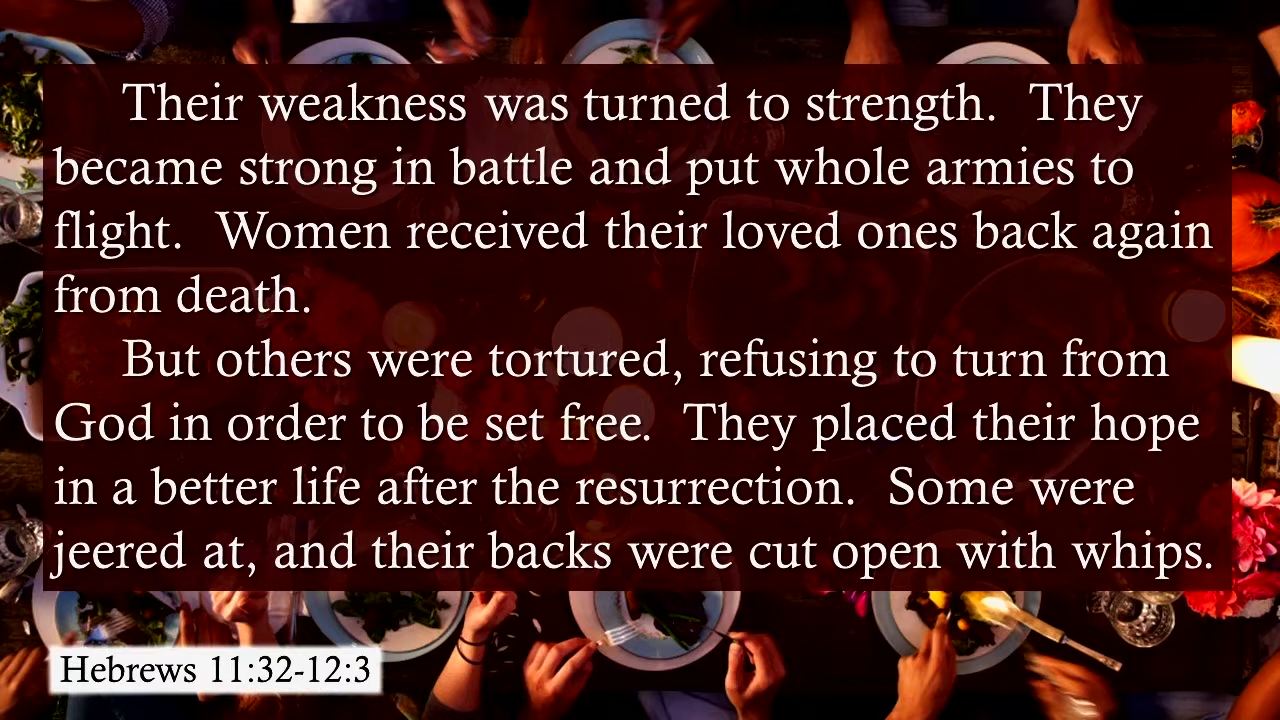 Their weakness was turned to strength.  They
became strong in battle and put whole armies to
flight.  Women received their loved ones back again
from death.
But others were tortured, refusing to turn from
God in order to be set free.  They placed their hope
in a better life after the resurrection.  Some were
jeered at, and their backs were cut open with whips.
Hebrews 11:32-12:3